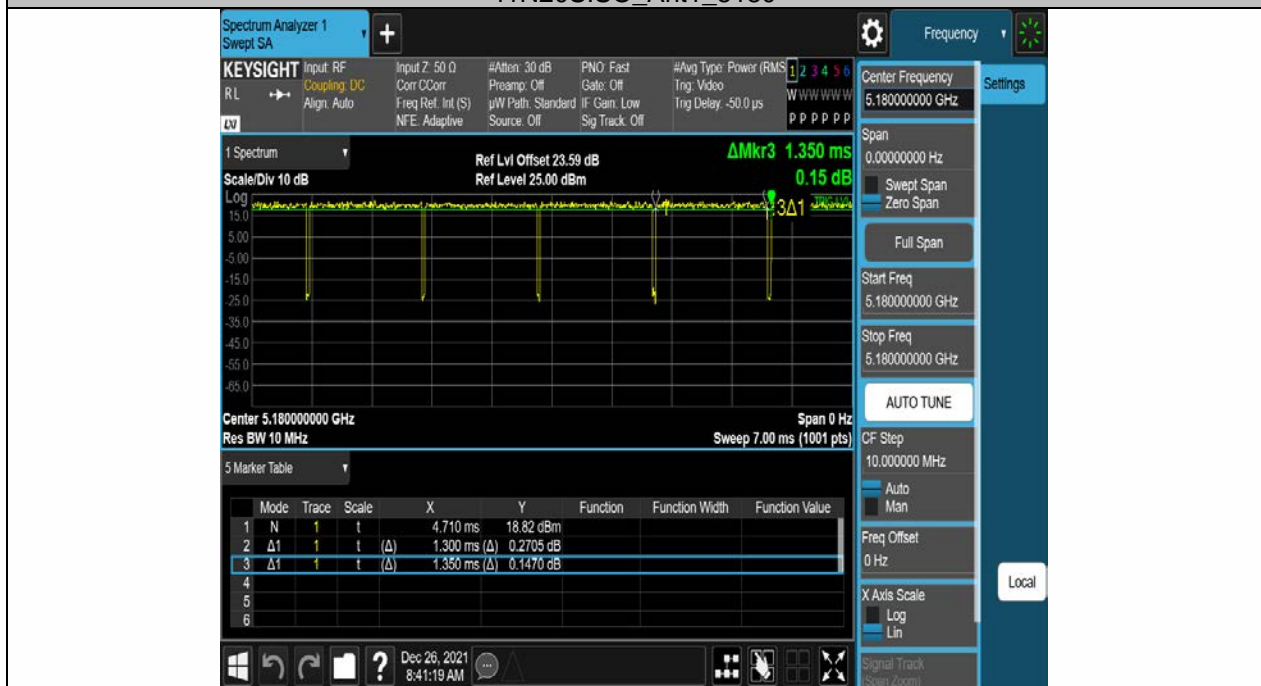 Spectrum Analyzer 1
Swept SA
+
Frequency
KEYSIGHT Input: RF Input Z: 50 Ω #Atten: 30 dB PNO: Fast #Avg Type: Power (RMS 1 2 3 4 5 6
RL Coupling: DC Corr CCorr Preamp: Off Gate: Off Trig: Video W W W W W W
Align: Auto Freq Ref: Int (S) µW Path: Standard IF Gain: Low Trig Delay: -50.0 µs
LXI NFE: Adaptive Source: Off Sig Track: Off P P P P P P
1 Spectrum Ref Lvl Offset 23.59 dB ΔMkr3 1.350 ms
Scale/Div 10 dB Ref Level 25.00 dBm 0.15 dB
Log
15.0
3Δ1
5.00
-5.00
-15.0
-25.0
-35.0
-45.0
-55.0
-65.0
Center 5.180000000 GHz Span 0 Hz
Res BW 10 MHz Sweep 7.00 ms (1001 pts)
5 Marker Table
Mode Trace Scale X Y Function Function Width Function Value
1 N 1 t 4.710 ms 18.82 dBm
2 Δ1 1 t (Δ) 1.300 ms (Δ) 0.2705 dB
3 Δ1 1 t (Δ) 1.350 ms (Δ) 0.1470 dB
4
5
6
Center Frequency
5.180000000 GHz
Settings
Span
0.00000000 Hz
Swept Span
Zero Span
Full Span
Start Freq
5.180000000 GHz
Stop Freq
5.180000000 GHz
AUTO TUNE
CF Step
10.000000 MHz
Auto
Man
Freq Offset
0 Hz
X Axis Scale
Log
Lin
Local
Signal Track
(Span Zoom)
? Dec 26, 2021
8:41:19 AM